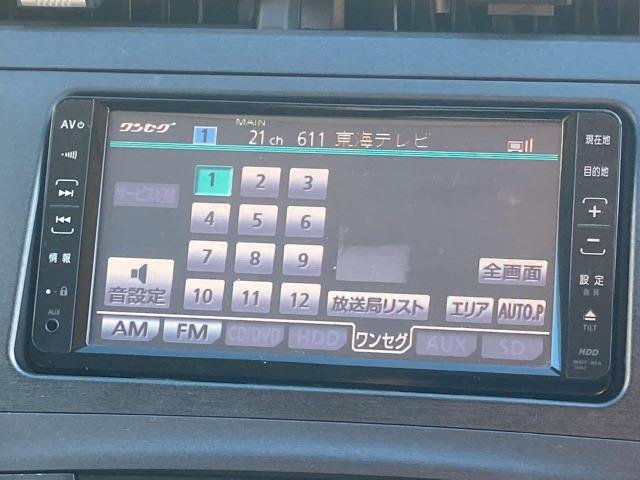 AV
ワンセグ 1 MAIN 21ch 611 東海テレビ
現在地
目的地
サービス切替
1 2 3
4 5 6
7 8 9
10 11 12
情報
音設定
全画面
放送局リスト エリア AUTO.P
設定
画質
TILT
AUX
AM FM CD/DVD HDD ワンセグ AUX SD
HDD